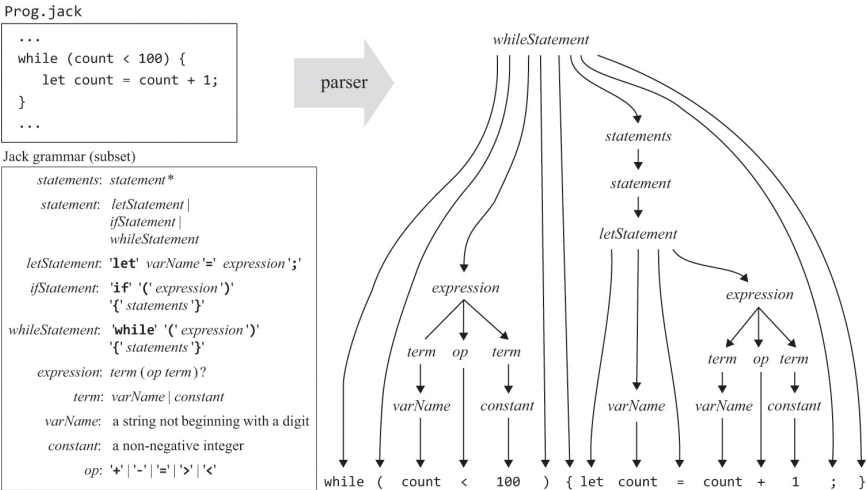 Prog.jack
...
while (count < 100) {
let count = count + 1;
}
...
parser
Jack grammar (subset)
statements: statement*
statement: letStatement |
ifStatement |
whileStatement
letStatement: 'let' varName '=' expression ';'
ifStatement: 'if' '(' expression ')'
'{' statements '}'
whileStatement: 'while' '(' expression ')'
'{' statements '}'
expression: term (op term)?
term: varName | constant
varName: a string not beginning with a digit
constant: a non-negative integer
op: '+' | '-' | '=' | '>' | '<'
whileStatement
statements
statement
letStatement
expression expression
term op term term op term
varName constant varName varName constant
while ( count < 100 ) { let count = count + 1 ; }